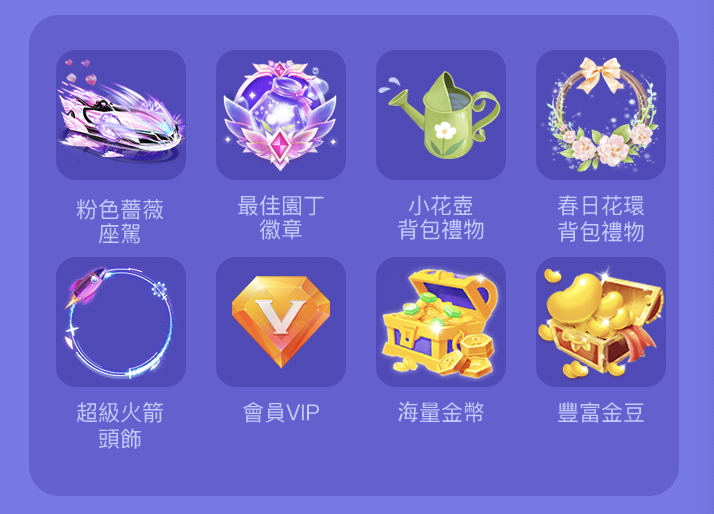 粉色薔薇
座駕
最佳園丁
徽章
小花壺
背包禮物
春日花環
背包禮物
V
超級火箭
頭飾
會員VIP
海量金幣
豐富金豆